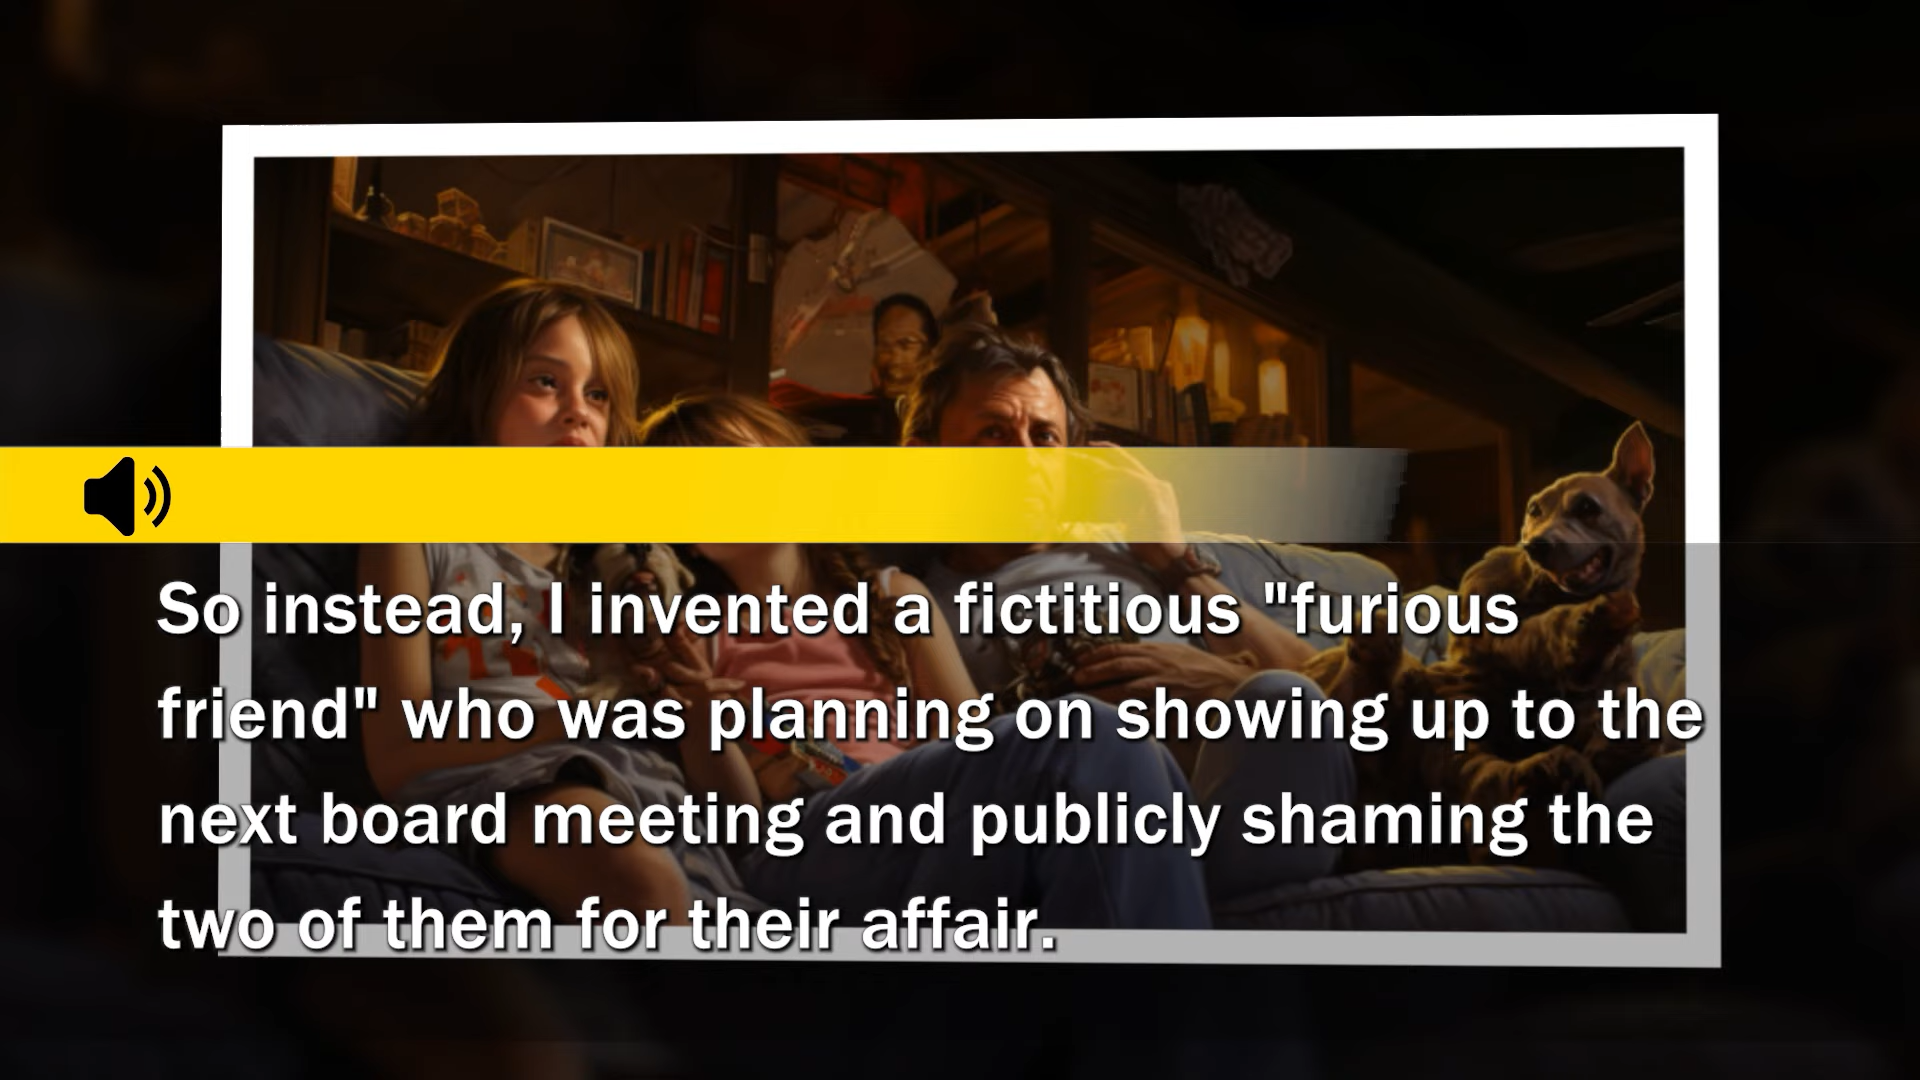 So instead, I invented a fictitious "furious
friend" who was planning on showing up to the
next board meeting and publicly shaming the
two of them for their affair.